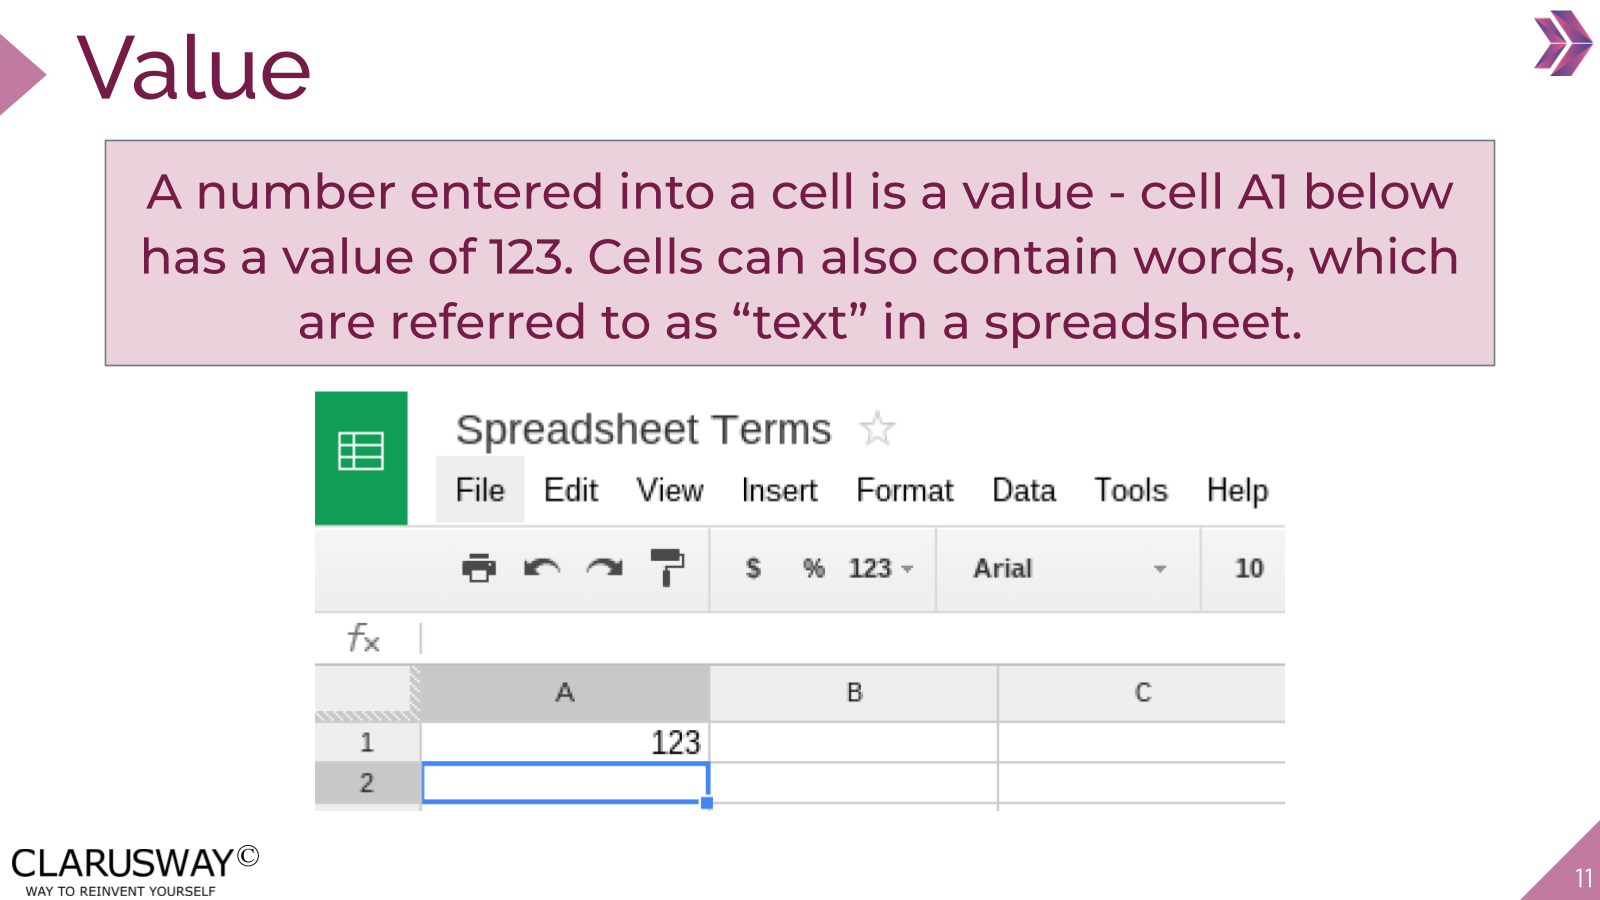 Value
A number entered into a cell is a value - cell A1 below
has a value of 123. Cells can also contain words, which
are referred to as “text” in a spreadsheet.
Spreadsheet Terms
File Edit View Insert Format Data Tools Help
$ % 123 Arial 10
fx
A B C
1 123
2
CLARUSWAY©
WAY TO REINVENT YOURSELF
11